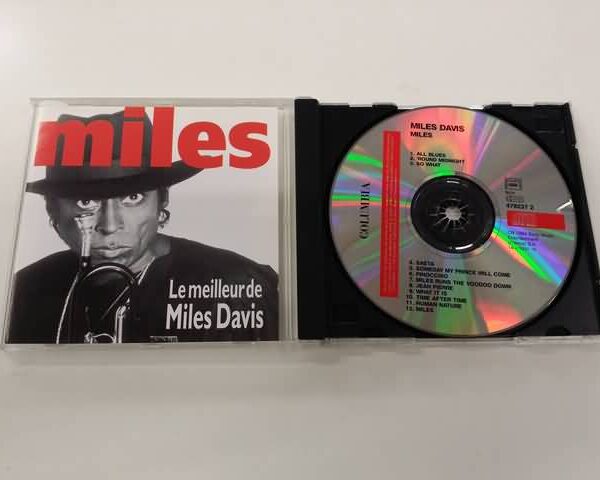 miles
Le meilleur de
Miles Davis
MILES DAVIS
MILES
1. ALL BLUES
2. 'ROUND MIDNIGHT
3. SO WHAT
COLUMBIA
4. SAETA
5. SOMEDAY MY PRINCE WILL COME
6. PINOCCHIO
7. MILES RUNS THE VOODOO DOWN
8. JEAN PIERRE
9. WHAT IT IS
10. TIME AFTER TIME
11. HUMAN NATURE
12. MILES